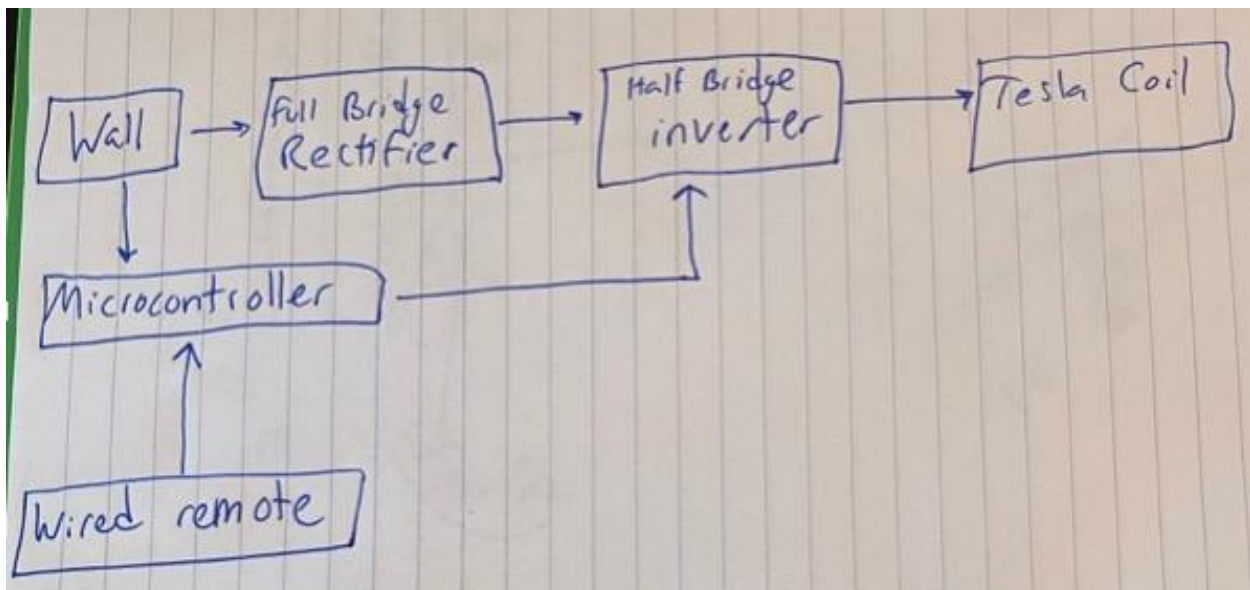 Wall
Full Bridge
Rectifier
Half Bridge
inverter
Tesla Coil
Microcontroller
Wired remote